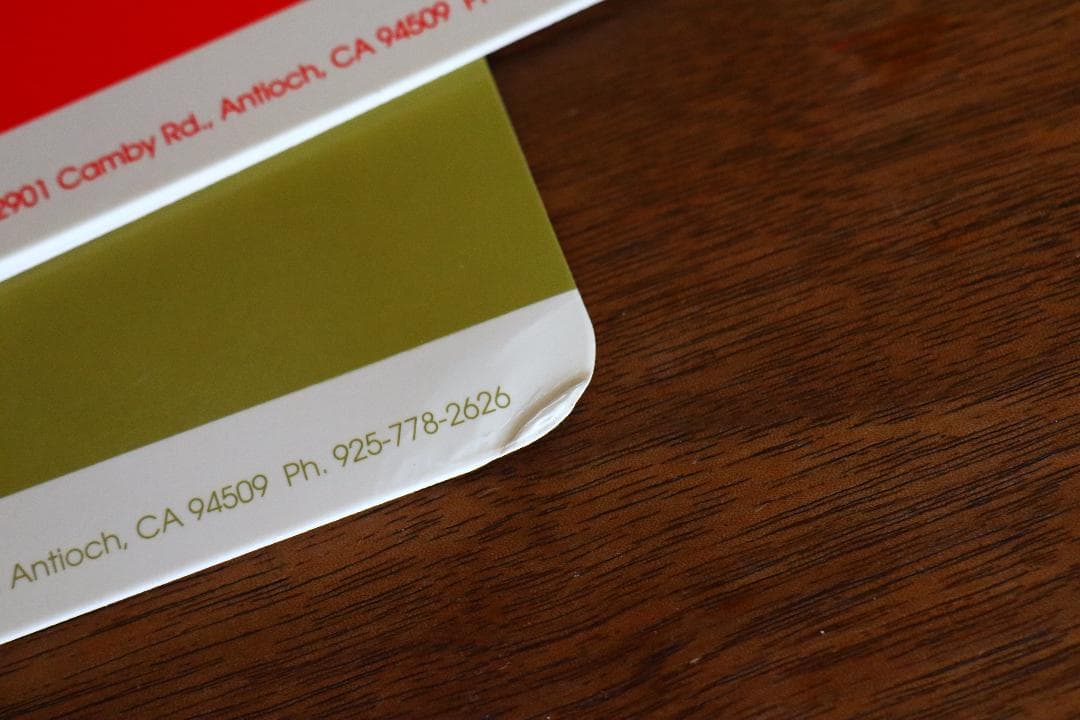 2901 Camby Rd., Antioch, CA 94509
Antioch, CA 94509 Ph. 925-778-2626